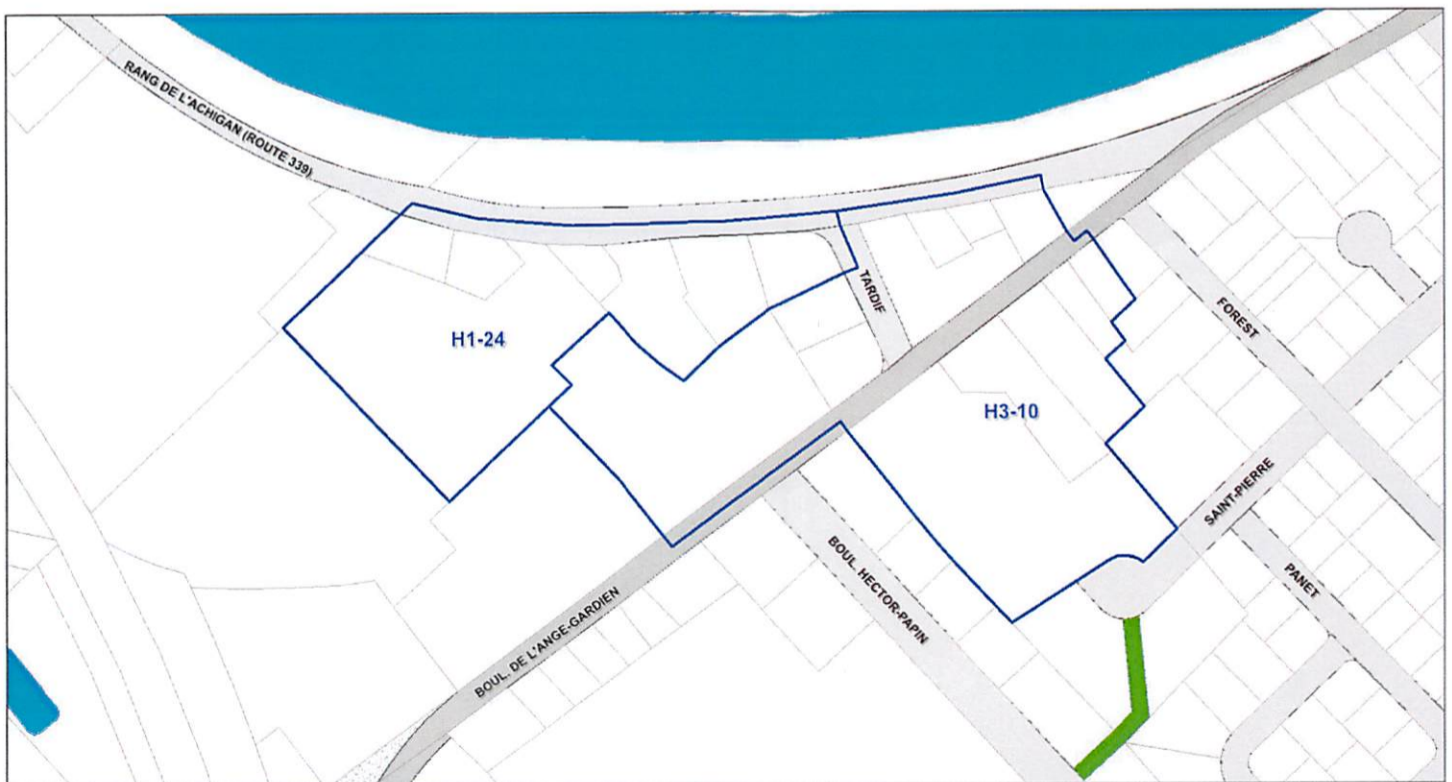 RANG DE L'ACHIGAN (ROUTE 339)
TARDIF
FOREST
H1-24
H3-10
SAINT-PIERRE
BOUL. HECTOR-PAPIN
PANET
BOUL. DE L'ANGE-GARDIEN